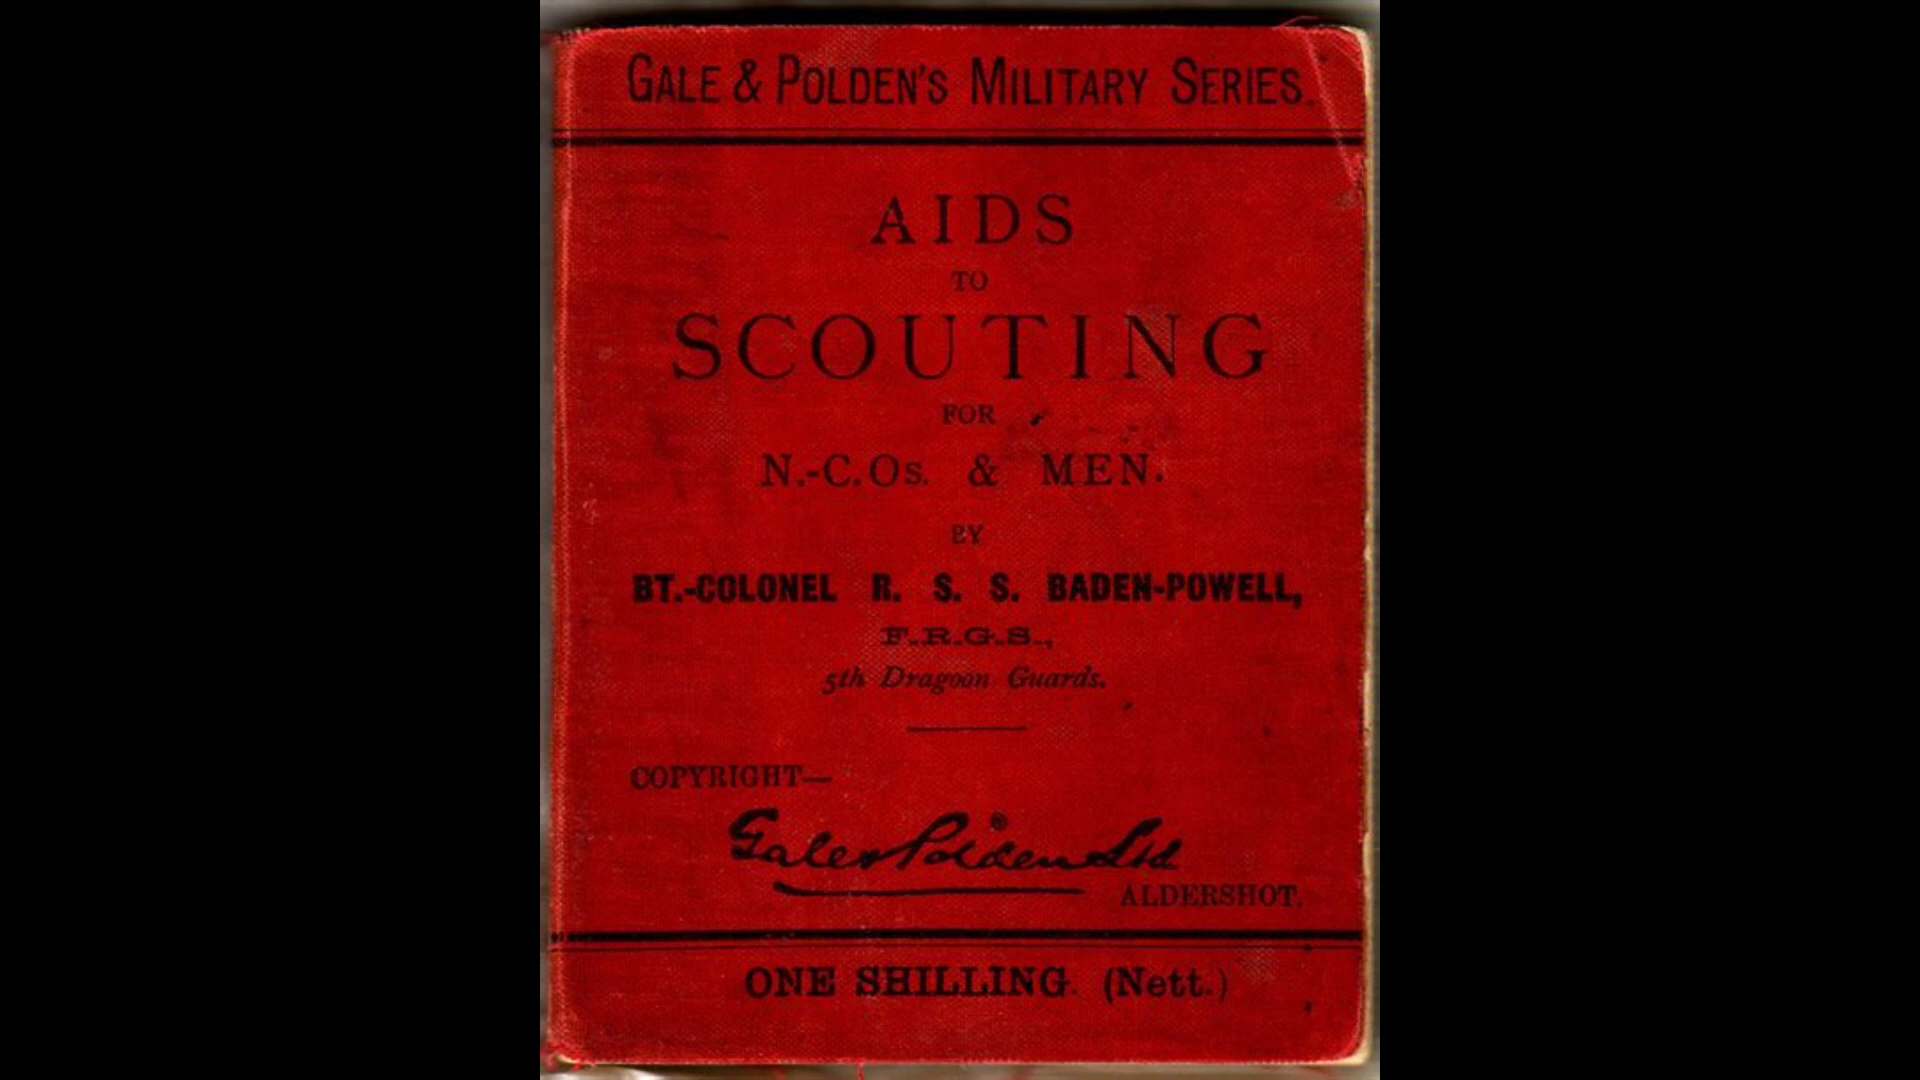 GALE & POLDEN'S MILITARY SERIES.
AIDS
TO
SCOUTING
FOR
N.-C.OS. & MEN.
BY
BT.-COLONEL R. S. S. BADEN-POWELL,
F.R.G.S.,
5th Dragoon Guards.
COPYRIGHT—
Gale & Polden Ltd
ALDERSHOT.
ONE SHILLING. (Nett.)